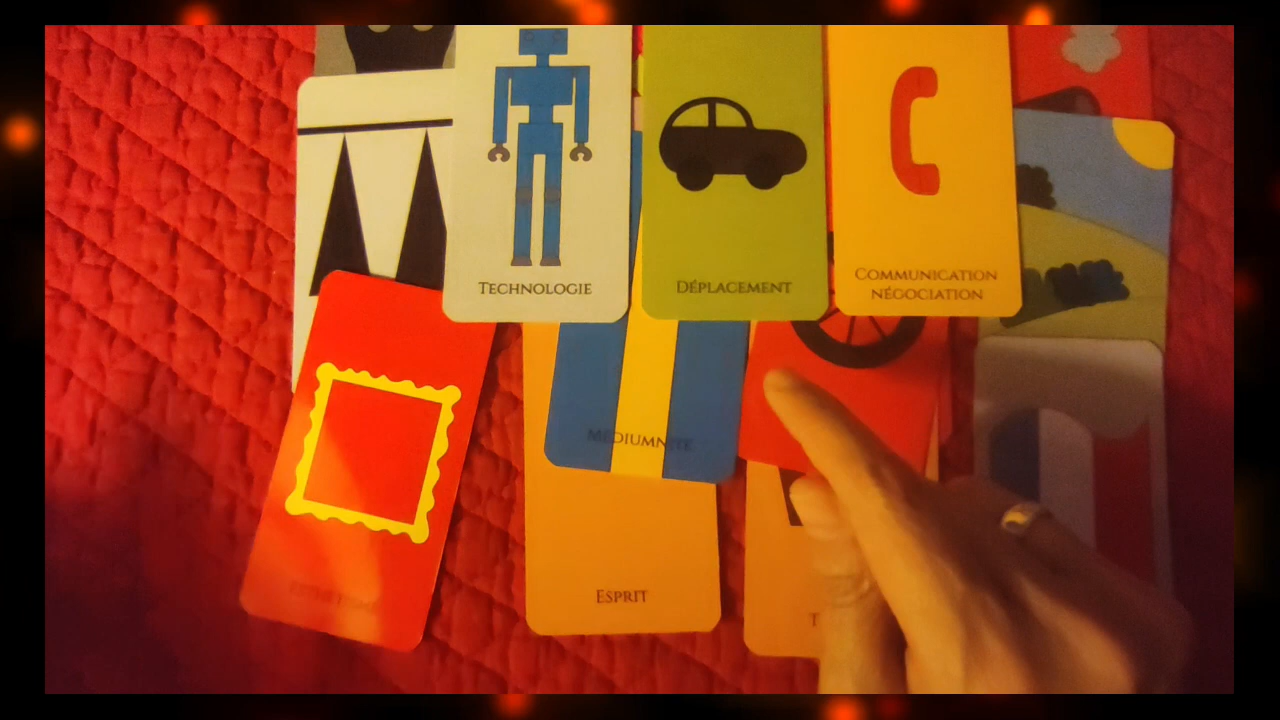 TECHNOLOGIE
DÉPLACEMENT
COMMUNICATION
NÉGOCIATION
MÉDIUMNITÉ
ESPRIT
T